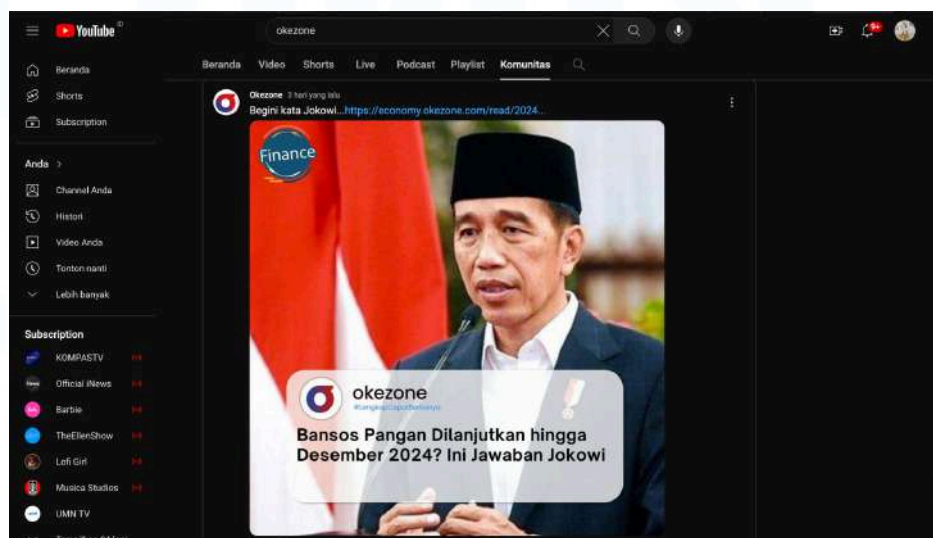 YouTube ID
okezone
9+
Beranda
Shorts
Subscription
Anda
Channel Anda
Histori
Video Anda
Tonton nanti
Lebih banyak
Subscription
KOMPASTV
Official iNews
Barbie
TheEllenShow
Lofi Girl
Musica Studios
UMN TV
Beranda Video Shorts Live Podcast Playlist Komunitas
Okezone 3 hari yang lalu
Begini kata Jokowi...https://economy.okezone.com/read/2024...
Finance
okezone
Bansos Pangan Dilanjutkan hingga
Desember 2024? Ini Jawaban Jokowi